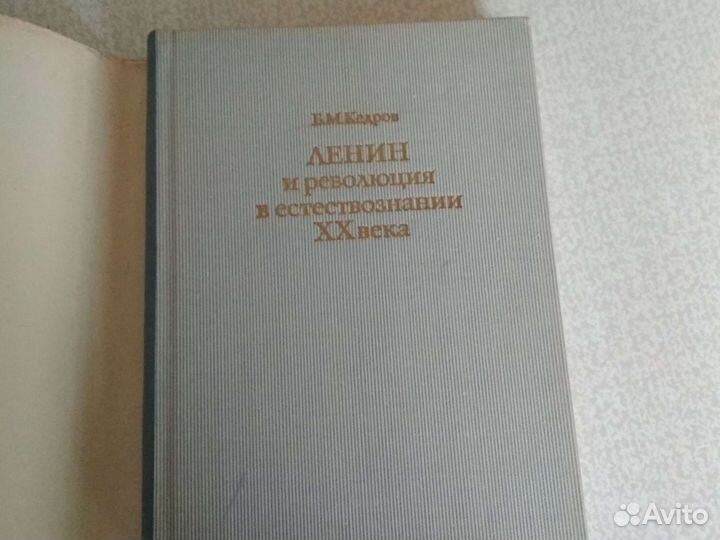 Б.М.Кедров
ЛЕНИН
и революция
в естествознании
XX века
Avito